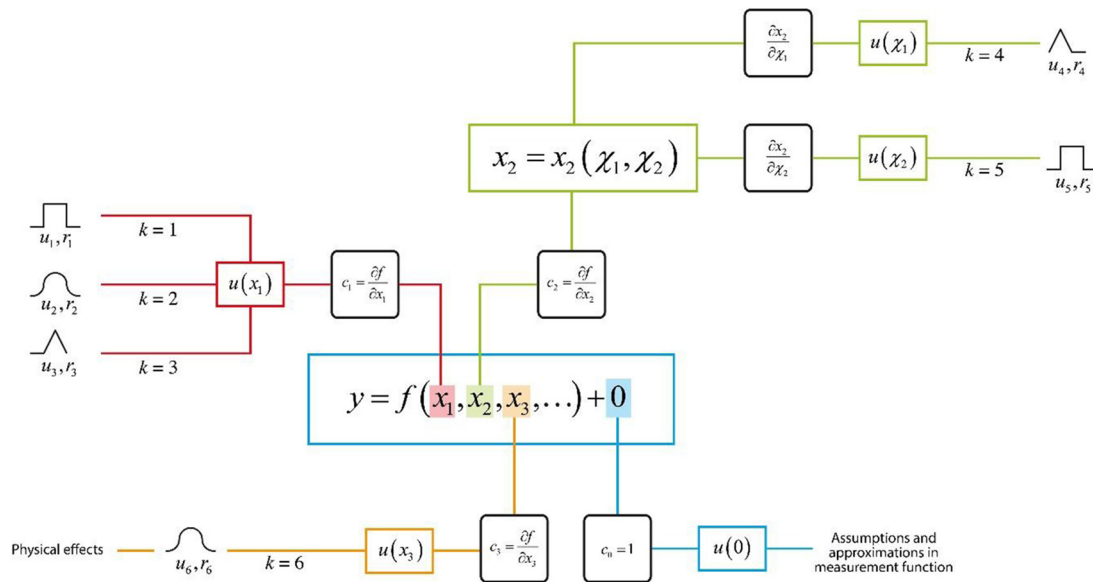 ∂x₂/∂χ₁
u(χ₁)
k = 4
u₄,r₄
x₂ = x₂(χ₁,χ₂)
∂x₂/∂χ₂
u(χ₂)
k = 5
u₅,r₅
u₁,r₁
k = 1
u₂,r₂
k = 2
u(x₁)
c₁ = ∂f/∂x₁
c₂ = ∂f/∂x₂
u₃,r₃
k = 3
y = f(x₁,x₂,x₃,…)+0
Physical effects
u₆,r₆
k = 6
u(x₃)
c₃ = ∂f/∂x₃
c₀ = 1
u(0)
Assumptions and
approximations in
measurement function